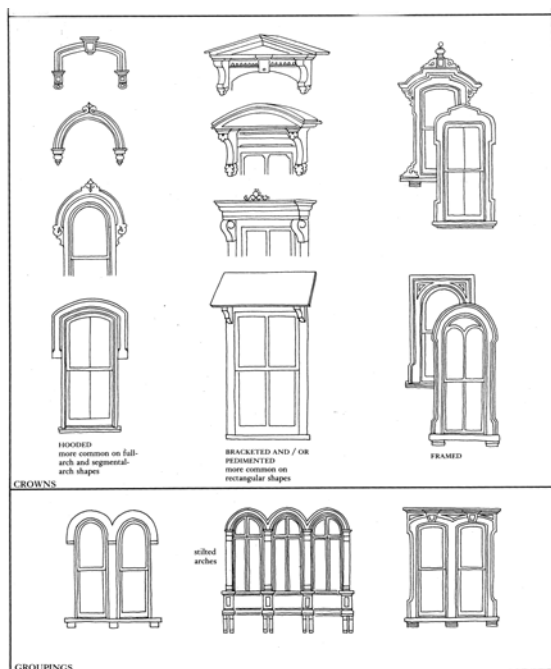 HOODED
more common on full-
arch and segmental-
arch shapes
BRACKETED AND / OR
PEDIMENTED
more common on
rectangular shapes
FRAMED
CROWNS
stilted
arches
GROUPINGS